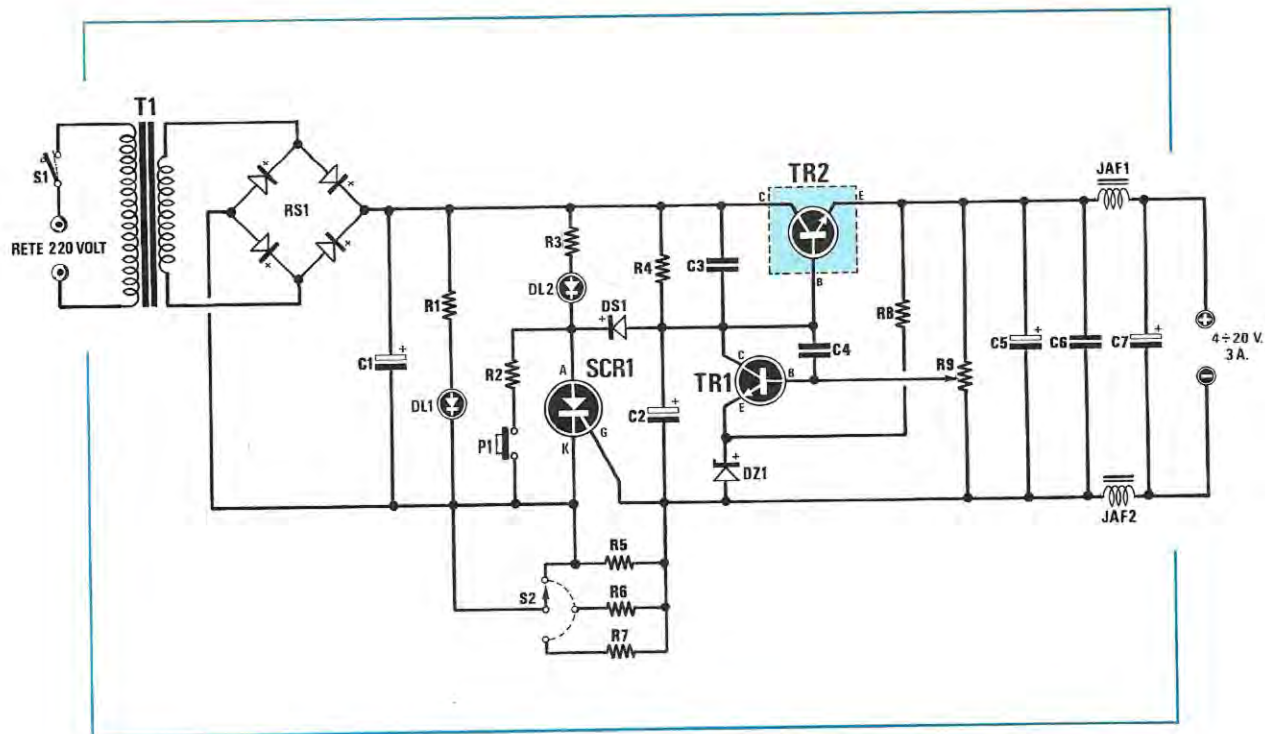 T1
S1
RETE 220 VOLT
RS1
C1
R1
DL1
R3
DL2
DS1
R2
P1
A
SCR1
G
K
R4
C3
C2
TR2
C
E
B
C
TR1
B
E
C4
DZ1
R8
R9
C5
C6
C7
JAF1
4÷20 V.
3 A.
JAF2
S2
R5
R6
R7